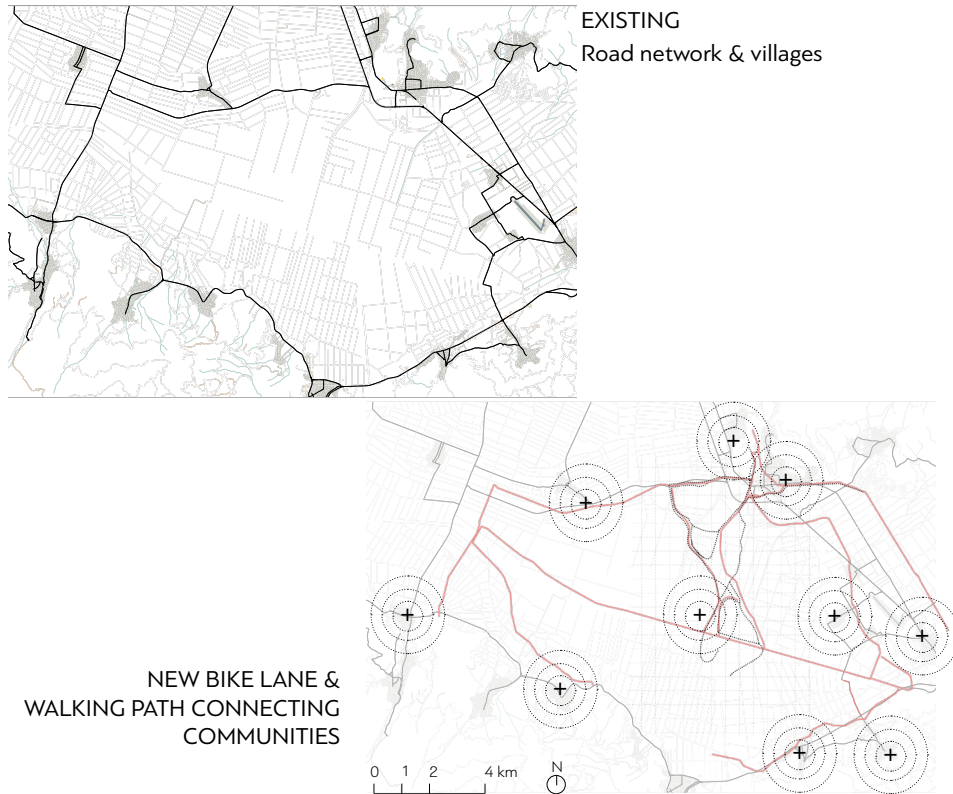 EXISTING
Road network & villages
NEW BIKE LANE &
WALKING PATH CONNECTING
COMMUNITIES
0 1 2 4 km
N